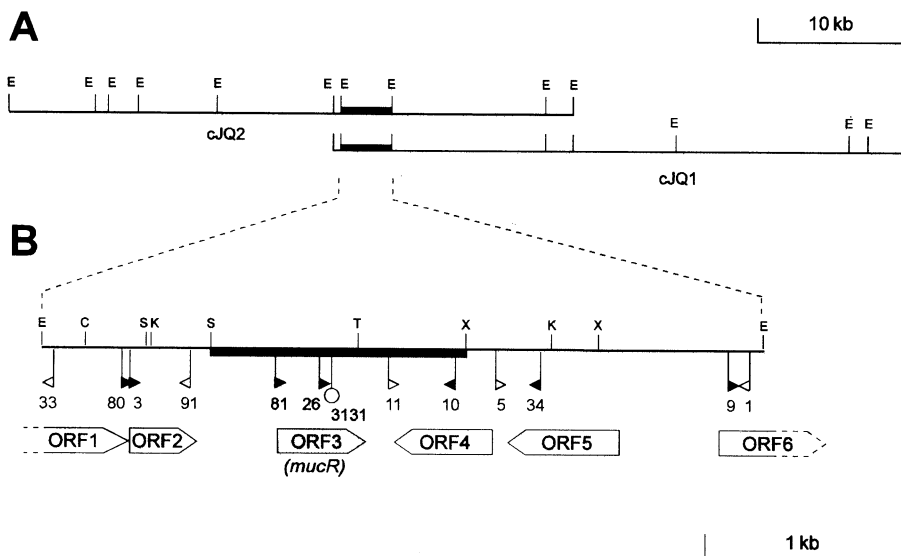 A
10 kb
E E E E E E E E E E
cJQ2
E E E
cJQ1
B
E C S K S T X K X E
33 80 3 91 81 26 3131 11 10 5 34 9 1
ORF1 ORF2 ORF3 ORF4 ORF5 ORF6
(mucR)
1 kb